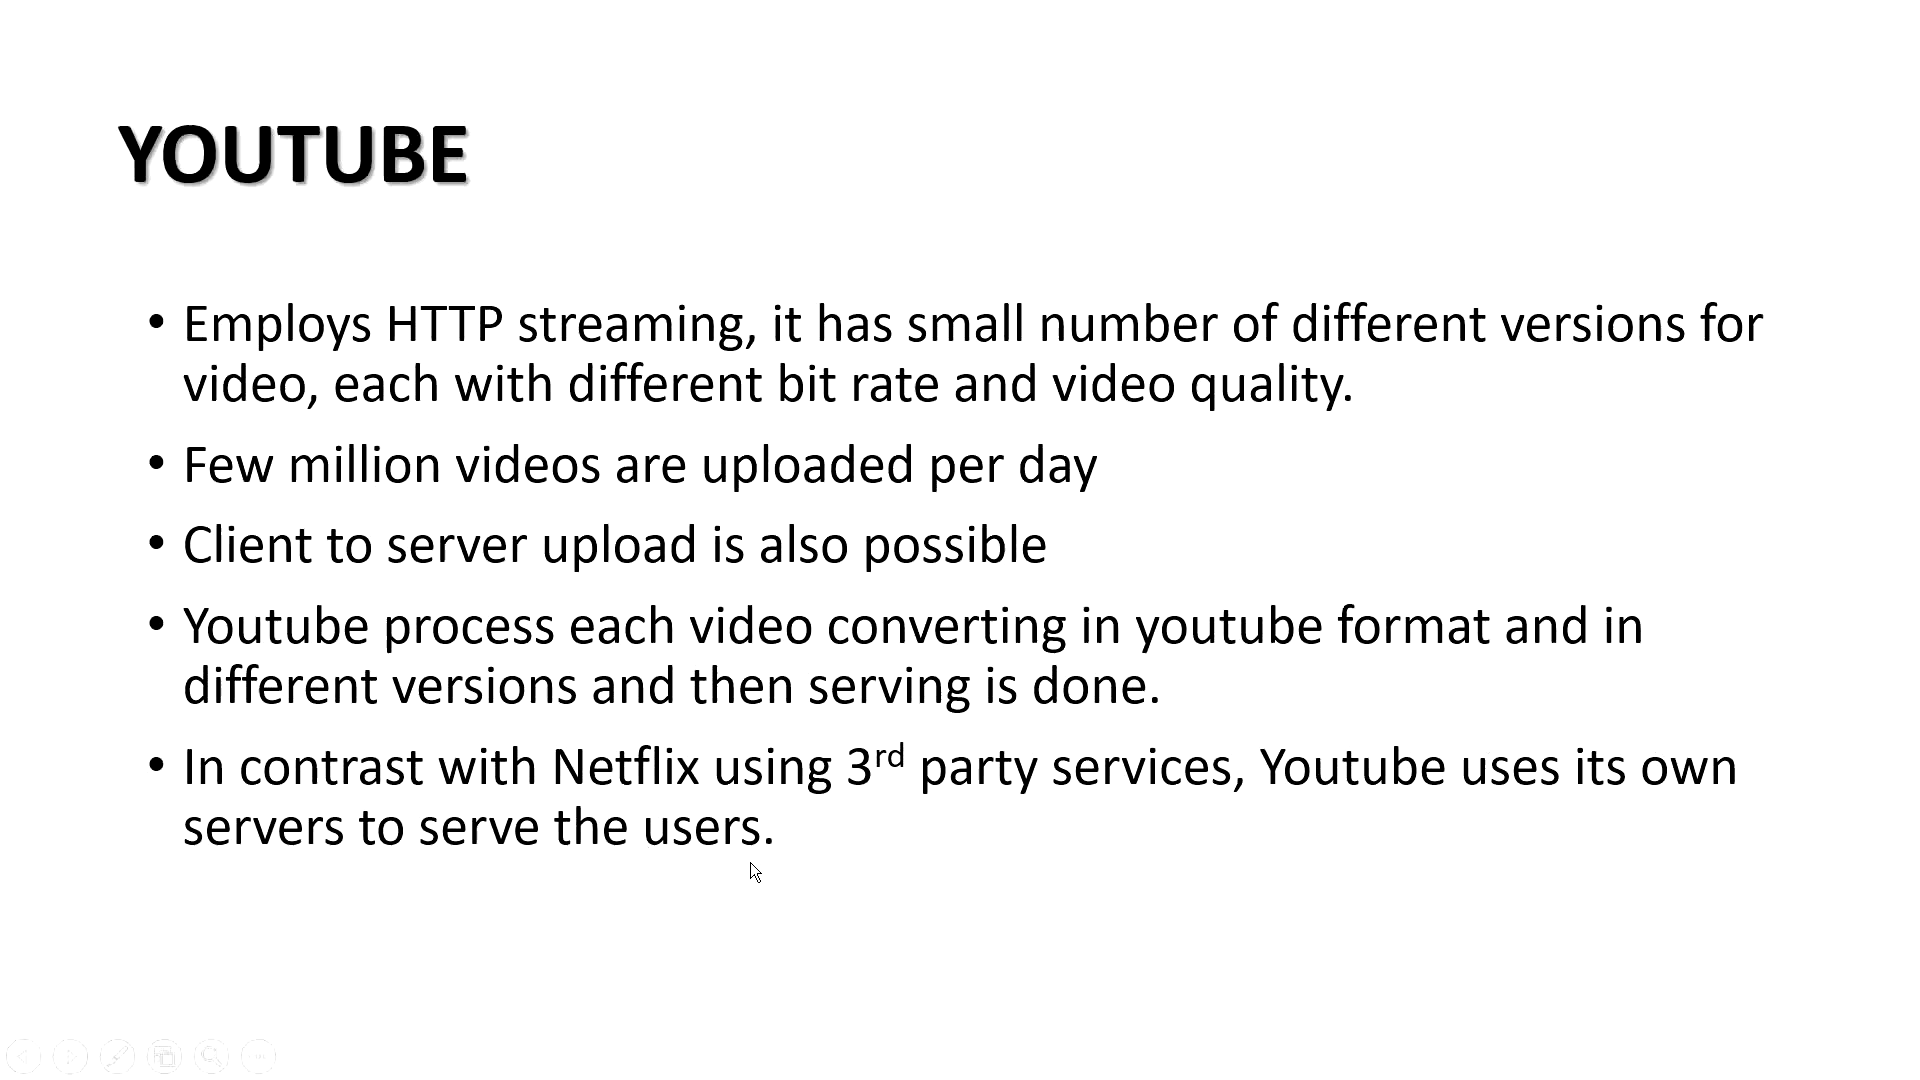 YOUTUBE
• Employs HTTP streaming, it has small number of different versions for
video, each with different bit rate and video quality.
• Few million videos are uploaded per day
• Client to server upload is also possible
• Youtube process each video converting in youtube format and in
different versions and then serving is done.
• In contrast with Netflix using 3rd party services, Youtube uses its own
servers to serve the users.